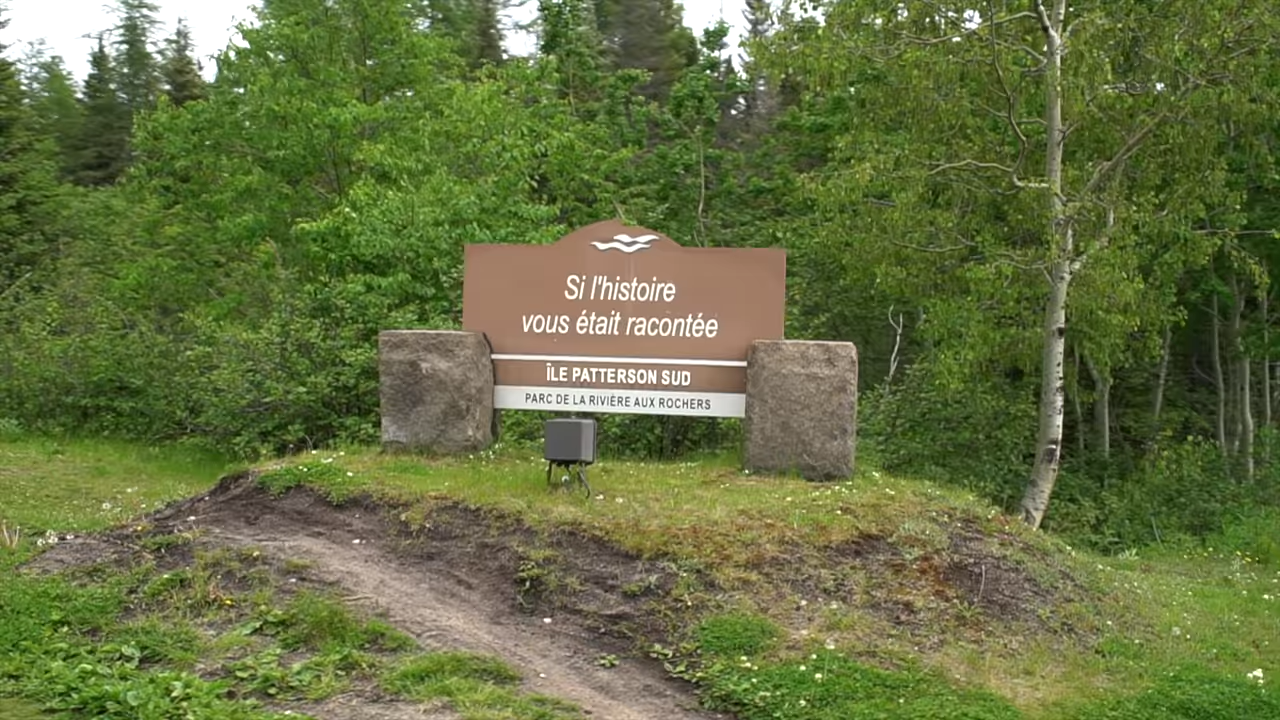 Si l'histoire
vous était racontée
ÎLE PATTERSON SUD
PARC DE LA RIVIÈRE AUX ROCHERS